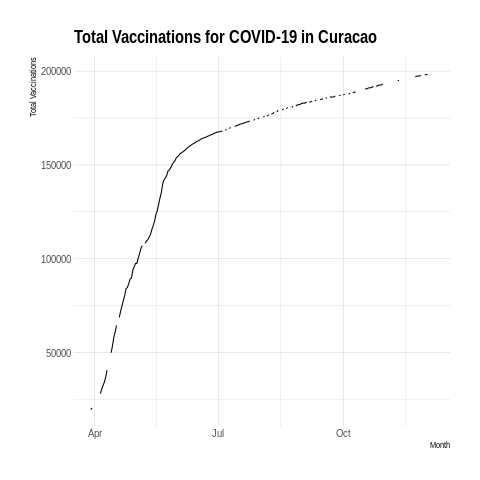 Total Vaccinations for COVID-19 in Curacao
Total Vaccinations
200000
150000
100000
50000
Apr
Jul
Oct
Month